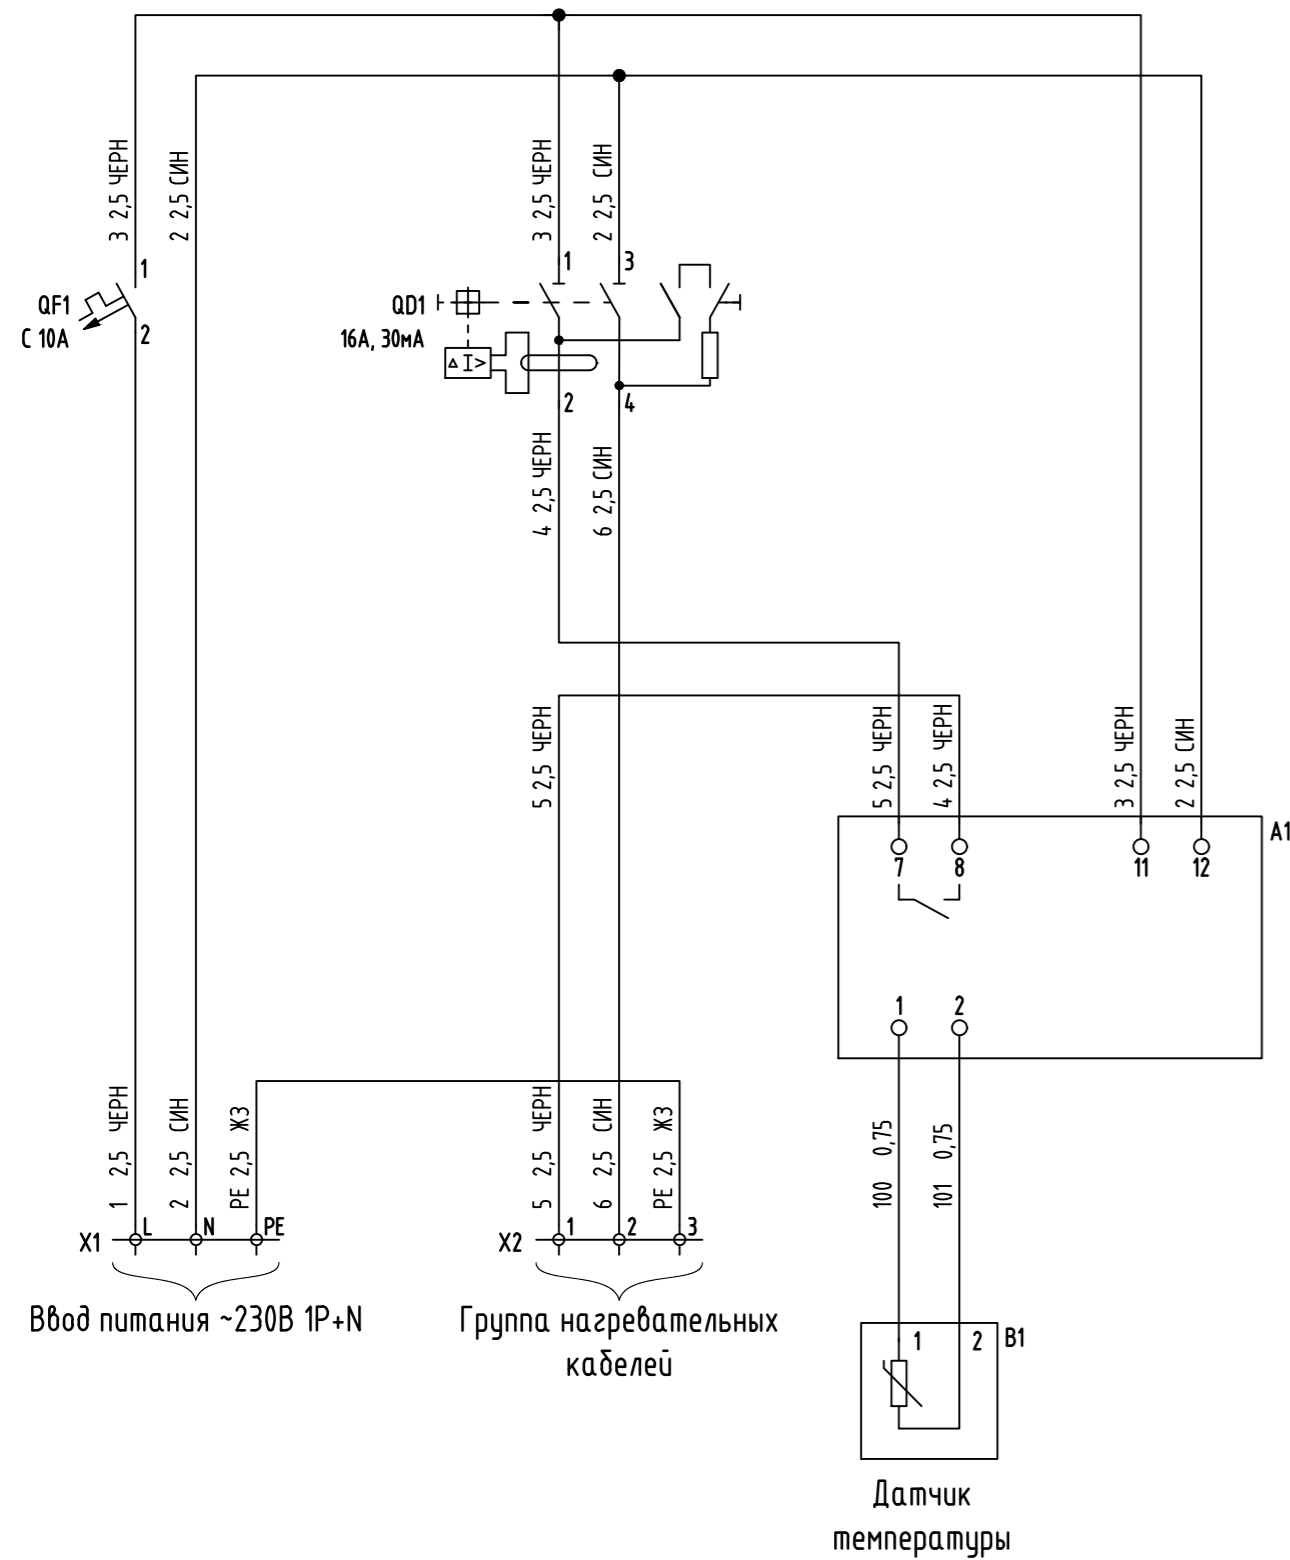 3 2,5 ЧЕРН
2 2,5 СИН
3 2,5 ЧЕРН
2 2,5 СИН
1
QF1
C 10A
2
1
3
QD1
16A, 30мА
Δ I>
2
4
4 2,5 ЧЕРН
6 2,5 СИН
5 2,5 ЧЕРН
5 2,5 ЧЕРН
4 2,5 ЧЕРН
3 2,5 ЧЕРН
2 2,5 СИН
A1
7
8
11
12
1
2
1 2,5 ЧЕРН
2 2,5 СИН
PE 2,5 ЖЗ
5 2,5 ЧЕРН
6 2,5 СИН
PE 2,5 ЖЗ
100 0,75
101 0,75
X1
L
N
PE
X2
1
2
3
Ввод питания ~230В 1P+N
Группа нагревательных
кабелей
1
2
B1
Датчик
температуры